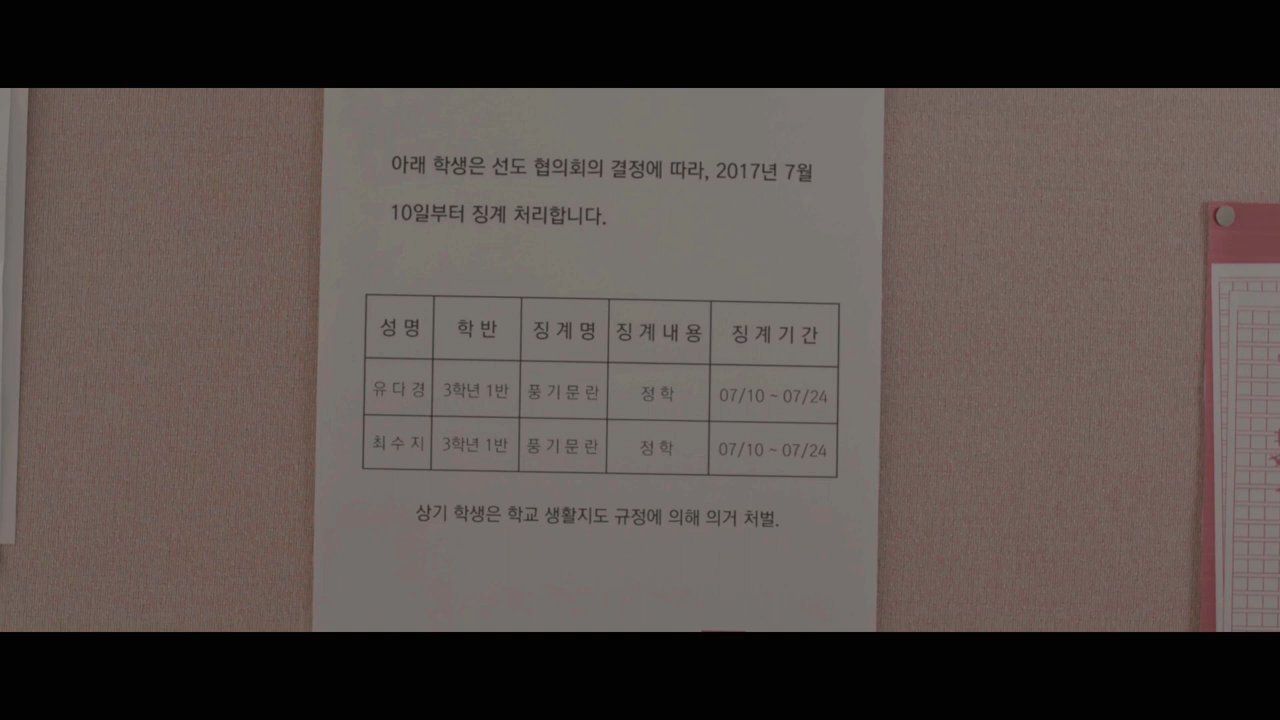 아래 학생은 선도 협의회의 결정에 따라, 2017년 7월
10일부터 징계 처리합니다.
성 명 학 반 징 계 명 징 계 내 용 징 계 기 간
유 다 경 3학년 1반 풍 기 문 란 정 학 07/10 ~ 07/24
최 수 지 3학년 1반 풍 기 문 란 정 학 07/10 ~ 07/24
상기 학생은 학교 생활지도 규정에 의해 의거 처벌.